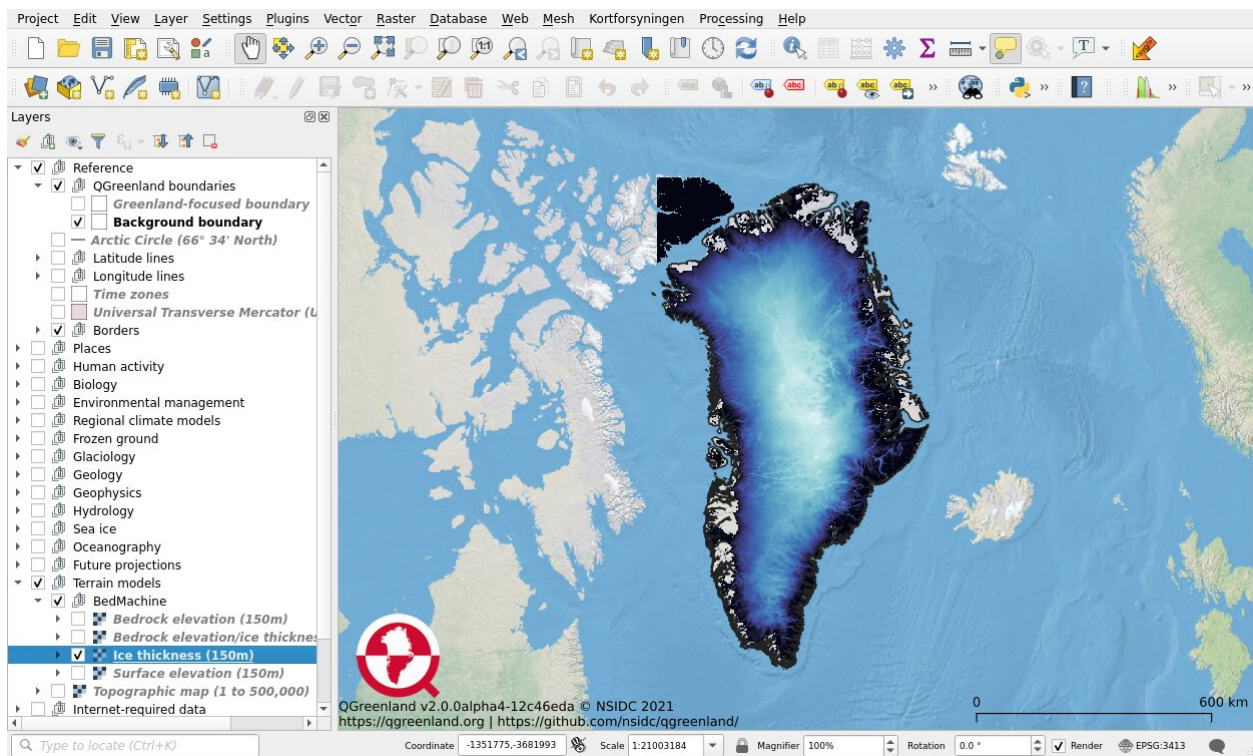 Project Edit View Layer Settings Plugins Vector Raster Database Web Mesh Kortforsyningen Processing Help
Layers
Reference
QGreenland boundaries
Greenland-focused boundary
Background boundary
Arctic Circle (66° 34' North)
Latitude lines
Longitude lines
Time zones
Universal Transverse Mercator (U
Borders
Places
Human activity
Biology
Environmental management
Regional climate models
Frozen ground
Glaciology
Geology
Geophysics
Hydrology
Sea ice
Oceanography
Future projections
Terrain models
BedMachine
Bedrock elevation (150m)
Bedrock elevation/ice thicknes
Ice thickness (150m)
Surface elevation (150m)
Topographic map (1 to 500,000)
Internet-required data
QGreenland v2.0.0alpha4-12c46eda © NSIDC 2021
https://qgreenland.org | https://github.com/nsidc/qgreenland/
0 600 km
Type to locate (Ctrl+K) Coordinate -1351775,-3681993 Scale 1:21003184 Magnifier 100% Rotation 0.0 ° Render EPSG:3413